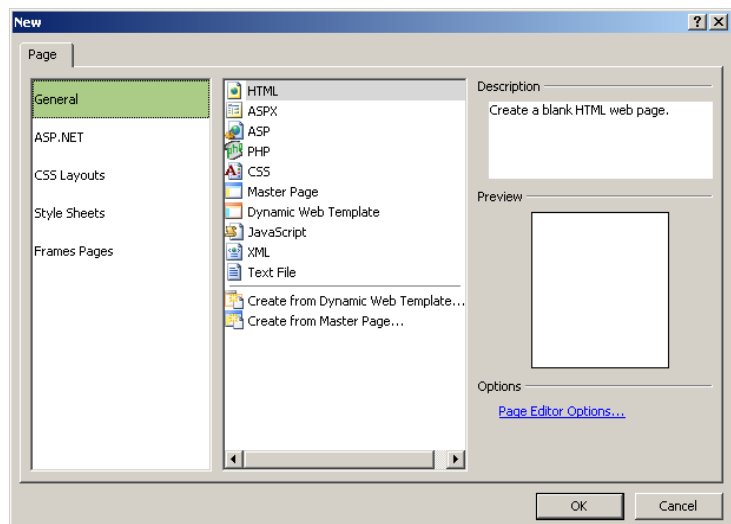 New
Page
General
ASP.NET
CSS Layouts
Style Sheets
Frames Pages
HTML
ASPX
ASP
PHP
CSS
Master Page
Dynamic Web Template
JavaScript
XML
Text File
Create from Dynamic Web Template...
Create from Master Page...
Description
Create a blank HTML web page.
Preview
Options
Page Editor Options...
OK
Cancel